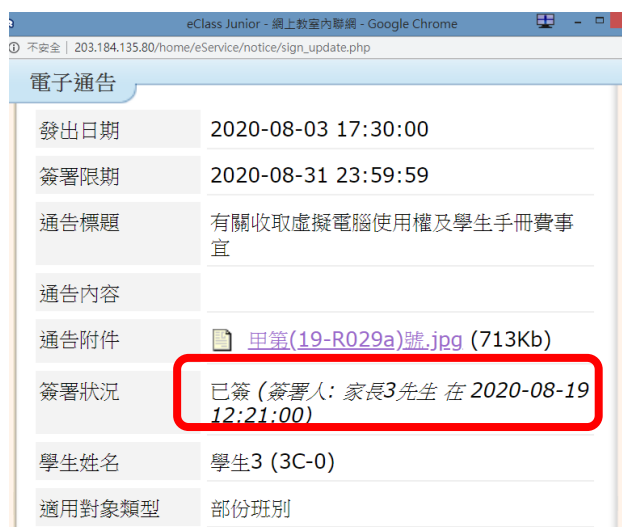 eClass Junior - 網上教室內聯網 - Google Chrome
不安全 | 203.184.135.80/home/eService/notice/sign_update.php
電子通告
發出日期 2020-08-03 17:30:00
簽署限期 2020-08-31 23:59:59
通告標題 有關收取虛擬電腦使用權及學生手冊費事
宜
通告內容
通告附件 甲第(19-R029a)號.jpg (713Kb)
簽署狀況 已簽 (簽署人: 家長3先生 在 2020-08-19
12:21:00)
學生姓名 學生3 (3C-0)
適用對象類型 部份班別